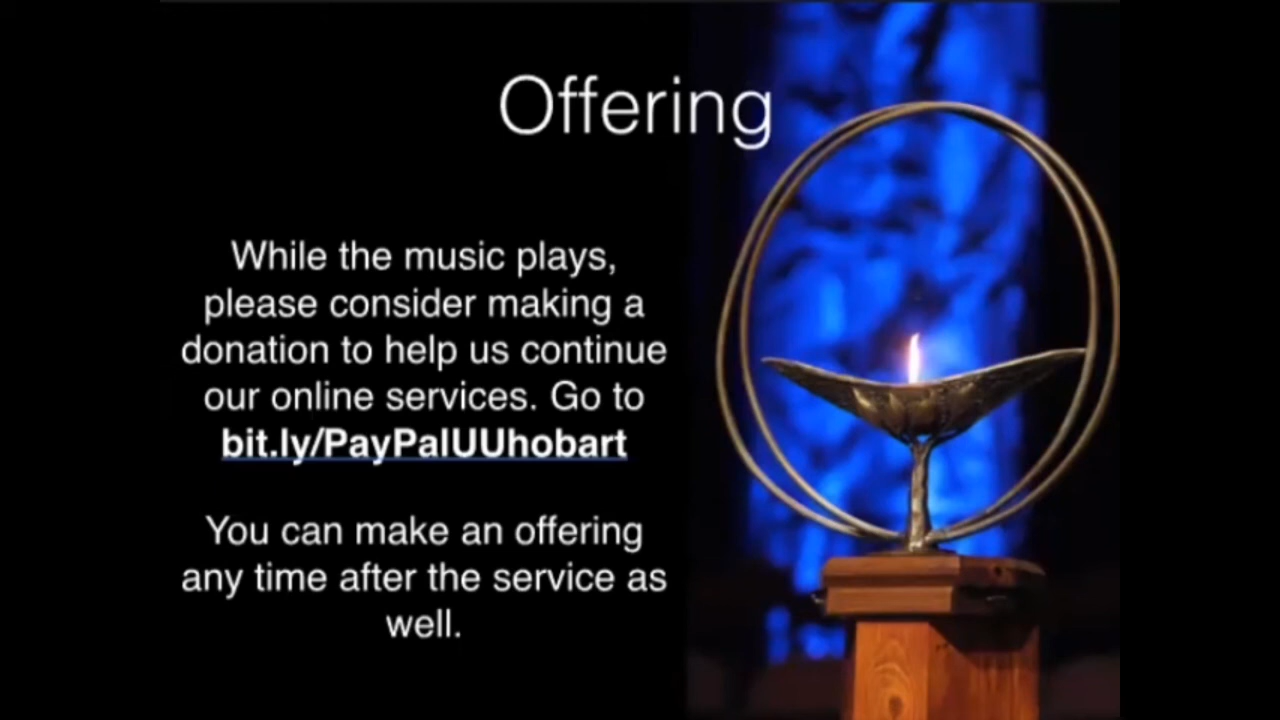 Offering
While the music plays,
please consider making a
donation to help us continue
our online services. Go to
bit.ly/PayPalUUhobart
You can make an offering
any time after the service as
well.